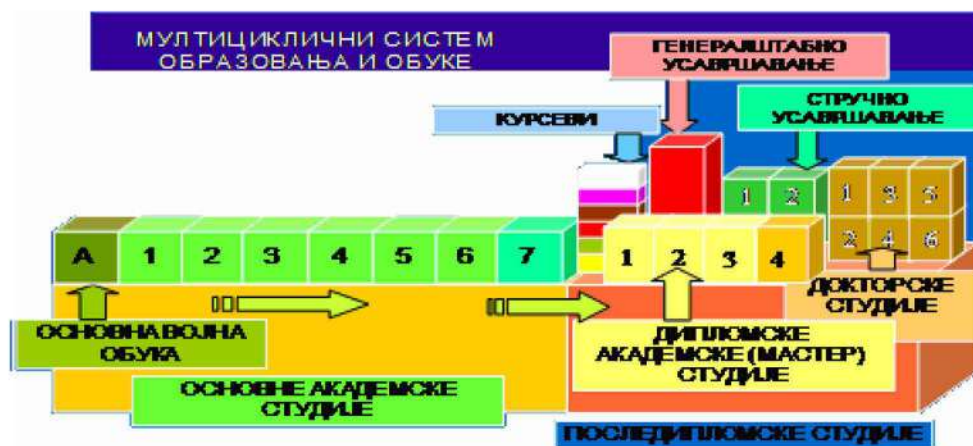 МУЛТИЦИКЛИЧНИ СИСТЕМ
ОБРАЗОВАЊА И ОБУКЕ
ГЕНЕРАЛШТАБНО
УСАВРШАВАЊЕ
СТРУЧНО
УСАВРШАВАЊЕ
КУРСЕВИ
1 2
1 3 5
2 4 6
А 1 2 3 4 5 6 7
1 2 3 4
ДОКТОРСКЕ
СТУДИЈЕ
ОСНОВНА ВОЈНА
ОБУКА
ДИПЛОМСКЕ
АКАДЕМСКЕ (МАСТЕР)
СТУДИЈЕ
ОСНОВНЕ АКАДЕМСКЕ
СТУДИЈЕ
ПОСЛЕДИПЛОМСКЕ СТУДИЈЕ